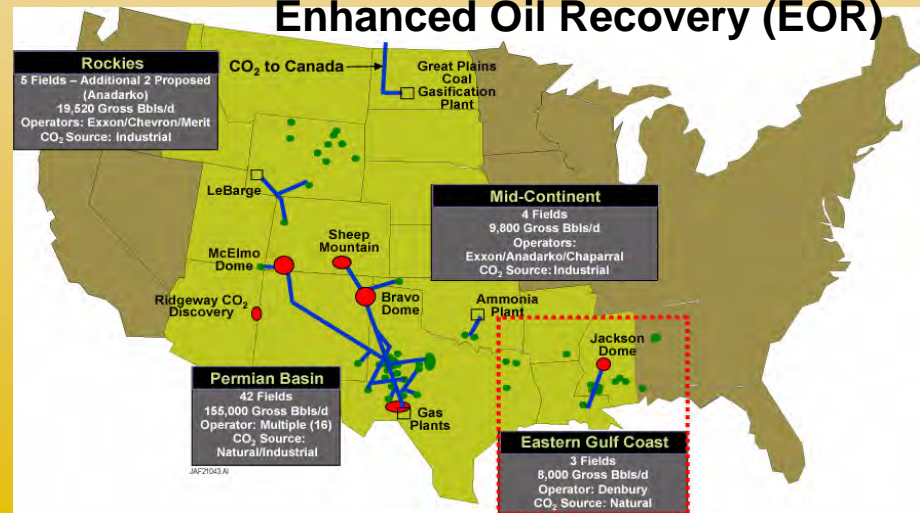 Enhanced Oil Recovery (EOR)
Rockies
5 Fields – Additional 2 Proposed
(Anadarko)
19,520 Gross Bbls/d
Operators: Exxon/Chevron/Merit
CO₂ Source: Industrial
CO₂ to Canada
Great Plains
Coal
Gasification
Plant
LeBarge
Mid-Continent
4 Fields
9,800 Gross Bbls/d
Operators:
Exxon/Anadarko/Chaparral
CO₂ Source: Industrial
McElmo
Dome
Sheep
Mountain
Ridgeway CO₂
Discovery
Bravo
Dome
Ammonia
Plant
Jackson
Dome
Permian Basin
42 Fields
155,000 Gross Bbls/d
Operator: Multiple (16)
CO₂ Source:
Natural/Industrial
Gas
Plants
Eastern Gulf Coast
3 Fields
8,000 Gross Bbls/d
Operator: Denbury
CO₂ Source: Natural
JAF21043.AI